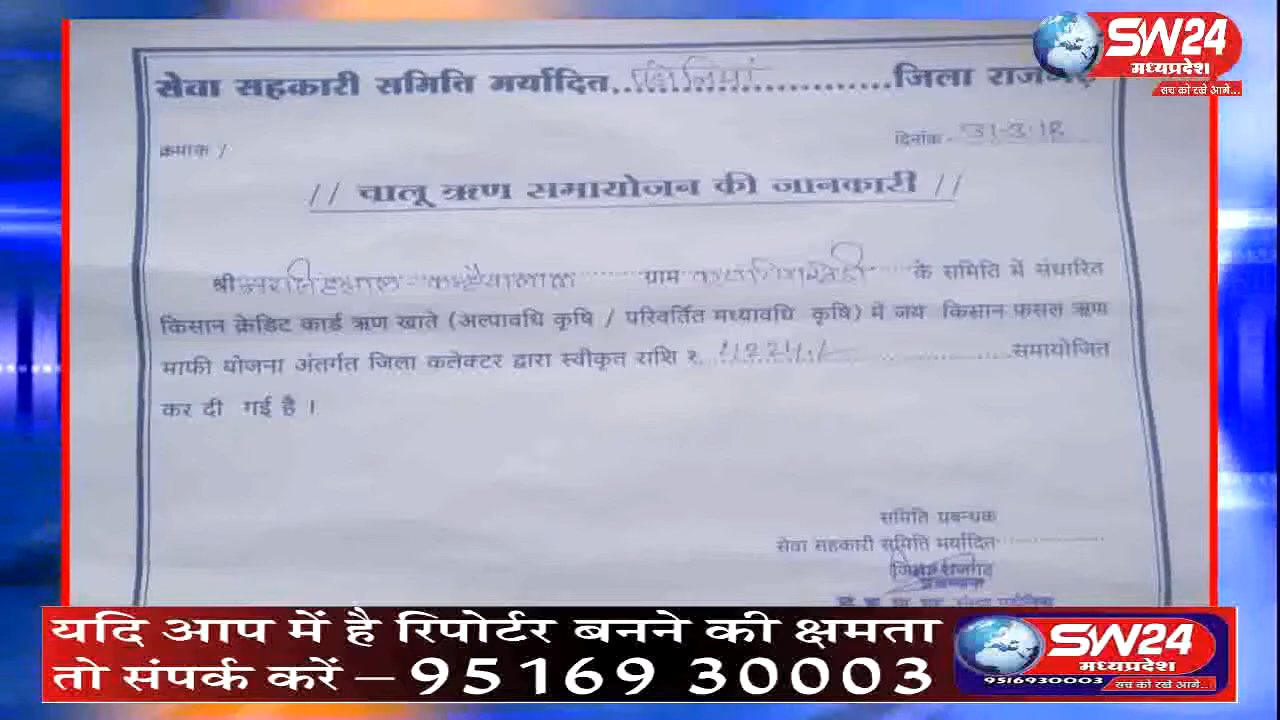 SW24
मध्यप्रदेश
सच को रखे आगे...
सेवा सहकारी समिति मर्यादित........................जिला
क्रमांक /
दिनांक - 31-3-18
// चालू ऋण समायोजन की जानकारी //
श्री ग्राम के समिति में संधारित
किसान क्रेडिट कार्ड ऋण खाते (अल्पावधि कृषि / परिवर्तित मध्यावधि कृषि) में जय किसान फसल ऋण
माफी योजना अंतर्गत जिला कलेक्टर द्वारा स्वीकृत राशि रु. समायोजित
कर दी गई है ।
समिति प्रबन्धक
सेवा सहकारी समिति मर्यादित
यदि आप में है रिपोर्टर बनने की क्षमता
तो संपर्क करें – 95169 30003
SW24
मध्यप्रदेश
9516930003 सच को रखे आगे...